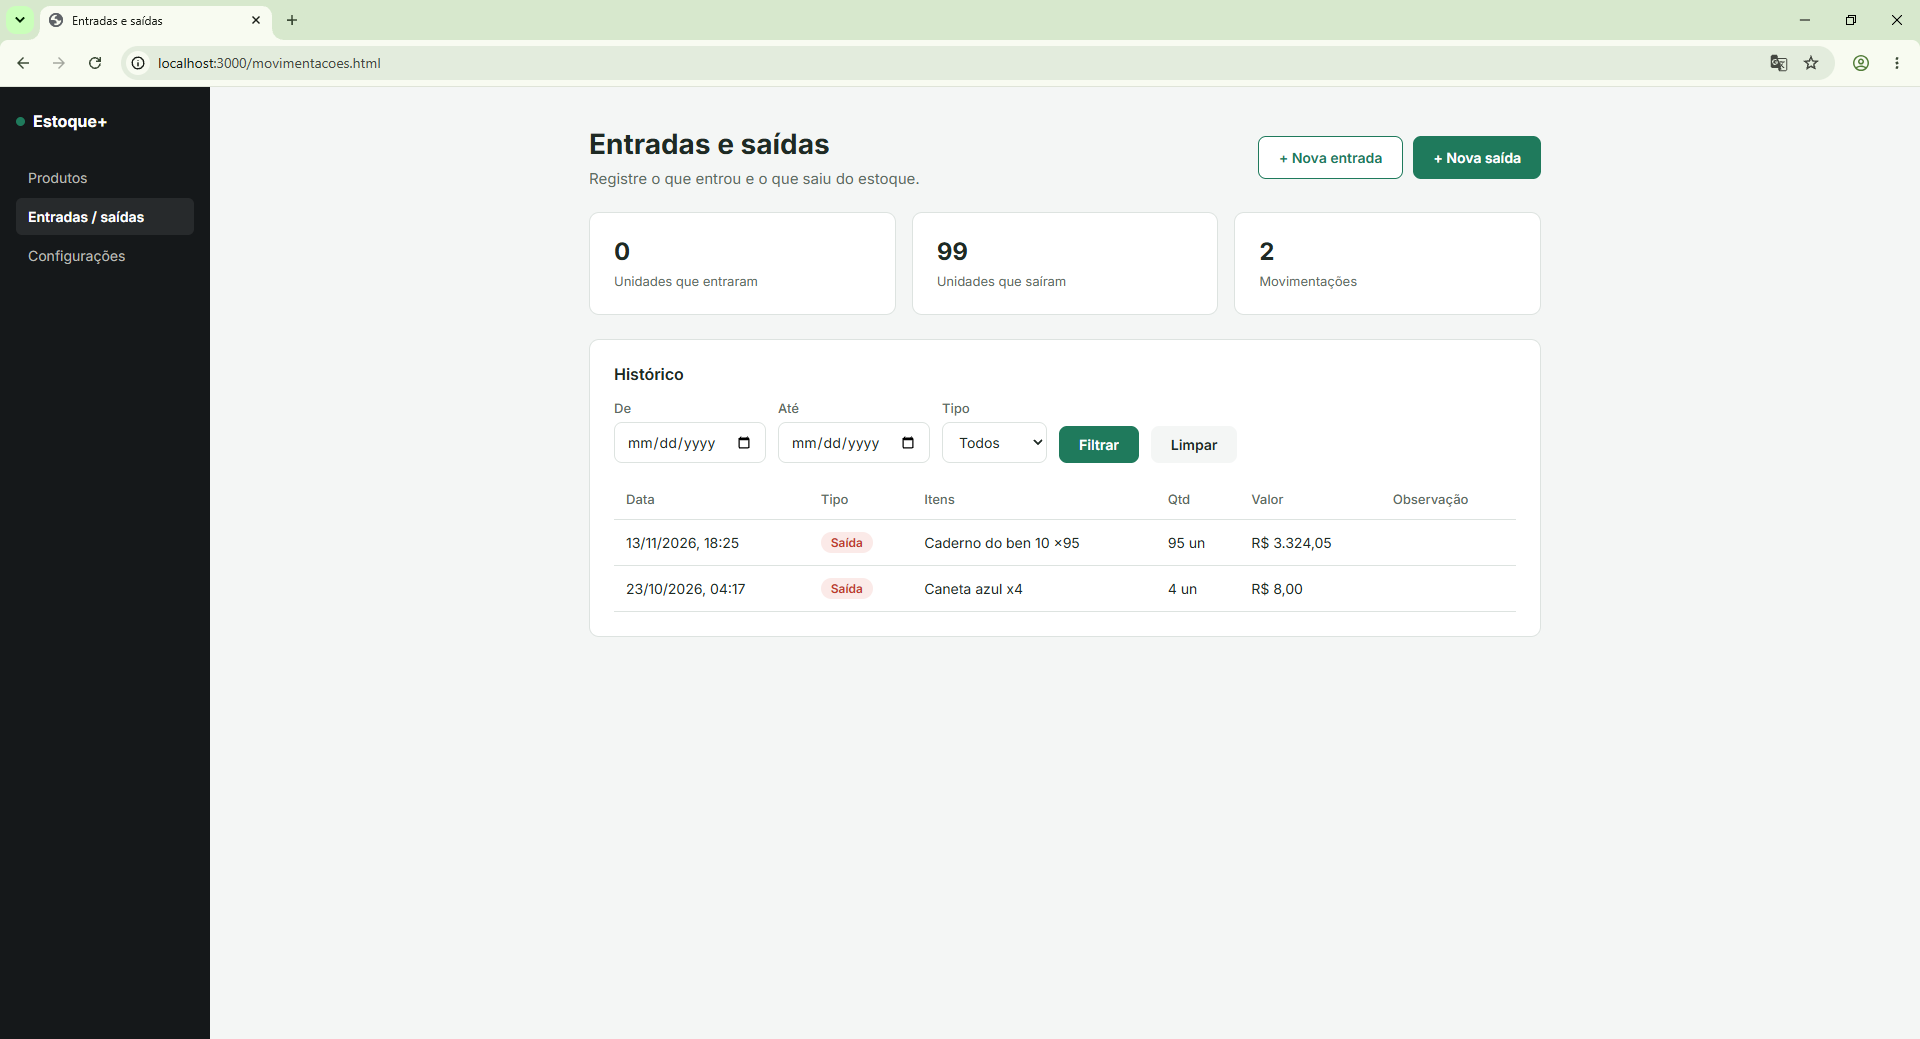 Entradas e saídas
localhost:3000/movimentacoes.html
Estoque+
Produtos
Entradas / saídas
Configurações
Entradas e saídas
Registre o que entrou e o que saiu do estoque.
+ Nova entrada
+ Nova saída
0
Unidades que entraram
99
Unidades que saíram
2
Movimentações
Histórico
De
Até
Tipo
mm/dd/yyyy
mm/dd/yyyy
Todos
Filtrar
Limpar
Data Tipo Itens Qtd Valor Observação
13/11/2026, 18:25 Saída Caderno do ben 10 ×95 95 un R$ 3.324,05
23/10/2026, 04:17 Saída Caneta azul x4 4 un R$ 8,00